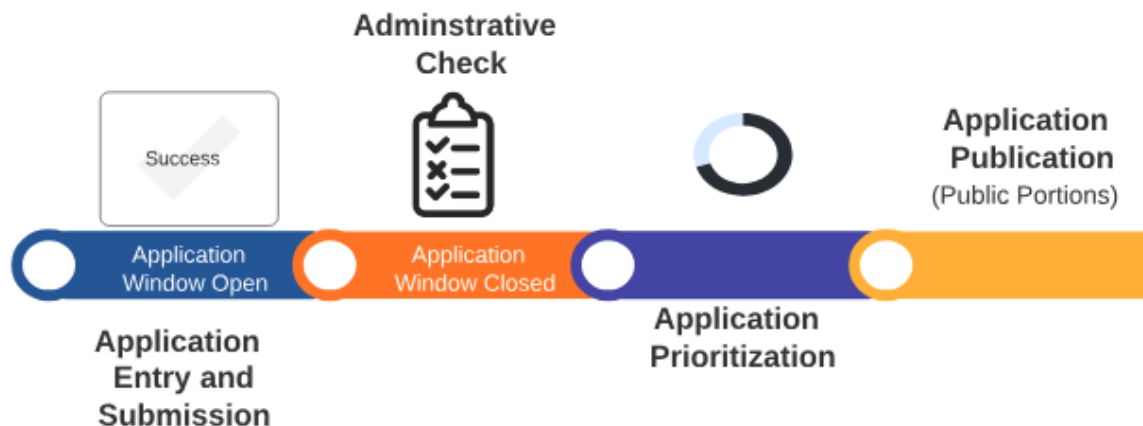 Adminstrative
Check
Success
Application
Publication
(Public Portions)
Application
Window Open
Application
Window Closed
Application
Entry and
Submission
Application
Prioritization